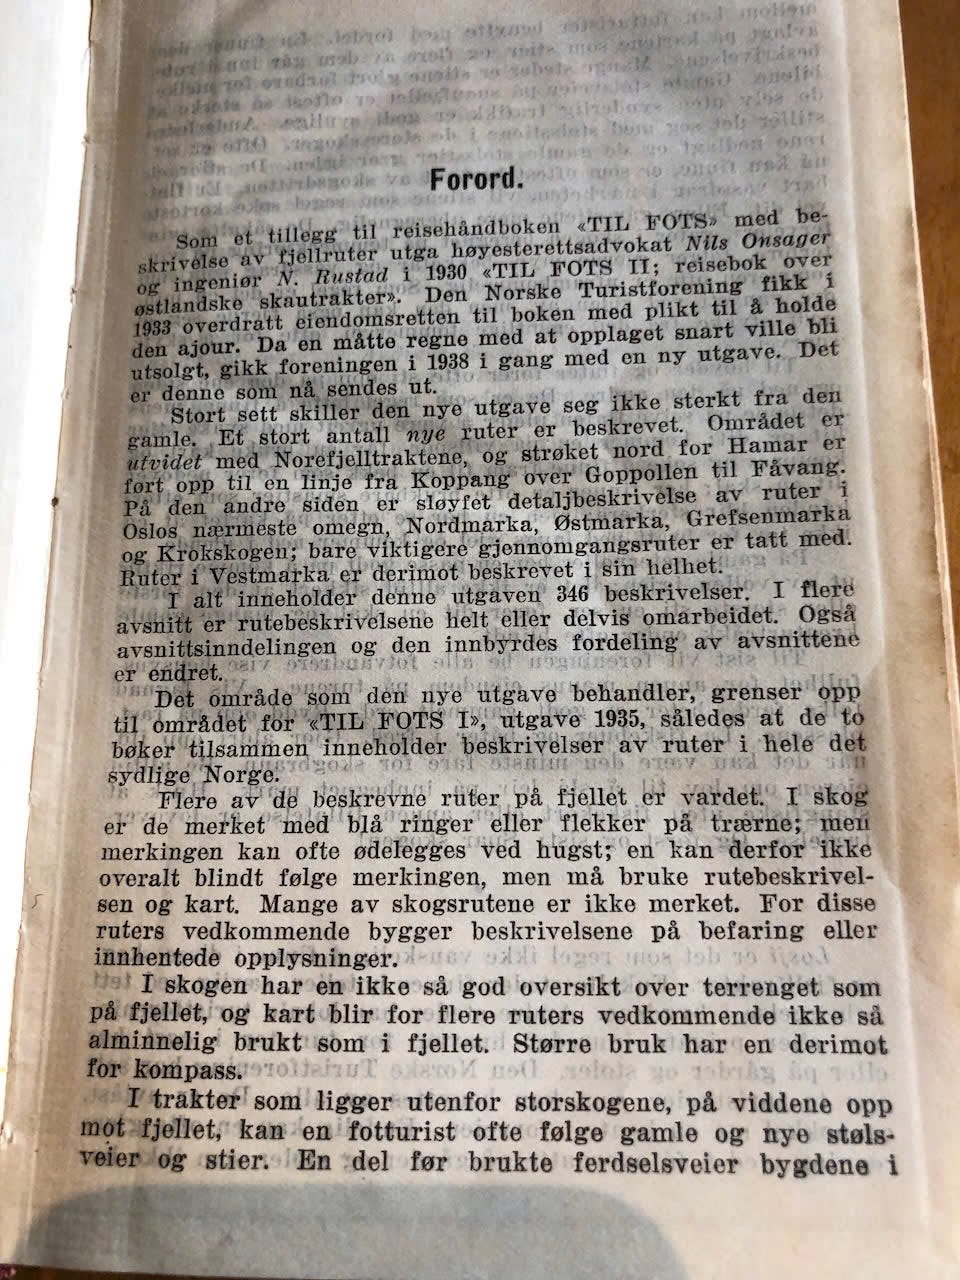 Forord.
Som et tillegg til reisehåndboken «TIL FOTS» med be-
skrivelse av fjellruter utga høyesterettsadvokat Nils Onsager
og ingeniør N. Rustad i 1930 «TIL FOTS II; reisebok over
østlandske skautrakter». Den Norske Turistforening fikk i
1933 overdratt eiendomsretten til boken med plikt til å holde
den ajour. Da en måtte regne med at opplaget snart ville bli
utsolgt, gikk foreningen i 1938 i gang med en ny utgave. Det
er denne som nå sendes ut.
Stort sett skiller den nye utgave seg ikke sterkt fra den
gamle. Et stort antall nye ruter er beskrevet. Området er
utvidet med Norefjelltraktene, og strøket nord for Hamar er
ført opp til en linje fra Koppang over Goppollen til Fåvang.
På den andre siden er sløyfet detaljbeskrivelse av ruter i
Oslos nærmeste omegn, Nordmarka, Østmarka, Grefsenmarka
og Krokskogen; bare viktigere gjennomgangsruter er tatt med.
Ruter i Vestmarka er derimot beskrevet i sin helhet.
I alt inneholder denne utgaven 346 beskrivelser. I flere
avsnitt er rutebeskrivelsene helt eller delvis omarbeidet. Også
avsnittsinndelingen og den innbyrdes fordeling av avsnittene
er endret.
Det område som den nye utgave behandler, grenser opp
til området for «TIL FOTS I», utgave 1935, således at de to
bøker tilsammen inneholder beskrivelser av ruter i hele det
sydlige Norge.
Flere av de beskrevne ruter på fjellet er vardet. I skog
er de merket med blå ringer eller flekker på trærne; men
merkingen kan ofte ødelegges ved hugst; en kan derfor ikke
overalt blindt følge merkingen, men må bruke rutebeskrivel-
sen og kart. Mange av skogsrutene er ikke merket. For disse
ruters vedkommende bygger beskrivelsene på befaring eller
innhentede opplysninger.
I skogen har en ikke så god oversikt over terrenget som
på fjellet, og kart blir for flere ruters vedkommende ikke så
alminnelig brukt som i fjellet. Større bruk har en derimot
for kompass.
I trakter som ligger utenfor storskogene, på viddene opp
mot fjellet, kan en fotturist ofte følge gamle og nye støls-
veier og stier. En del før brukte ferdselsveier bygdene i